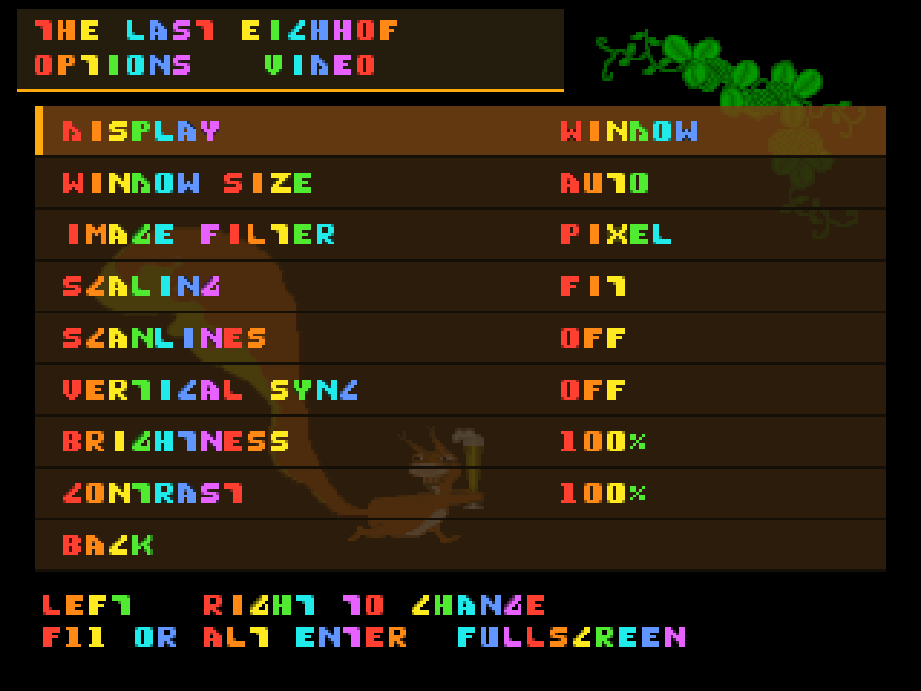 THE LAST EICHHOF
OPTIONS VIDEO
DISPLAY WINDOW
WINDOW SIZE AUTO
IMAGE FILTER PIXEL
SCALING FIT
SCANLINES OFF
VERTICAL SYNC OFF
BRIGHTNESS 100%
CONTRAST 100%
BACK
LEFT RIGHT TO CHANGE
F11 OR ALT ENTER FULLSCREEN